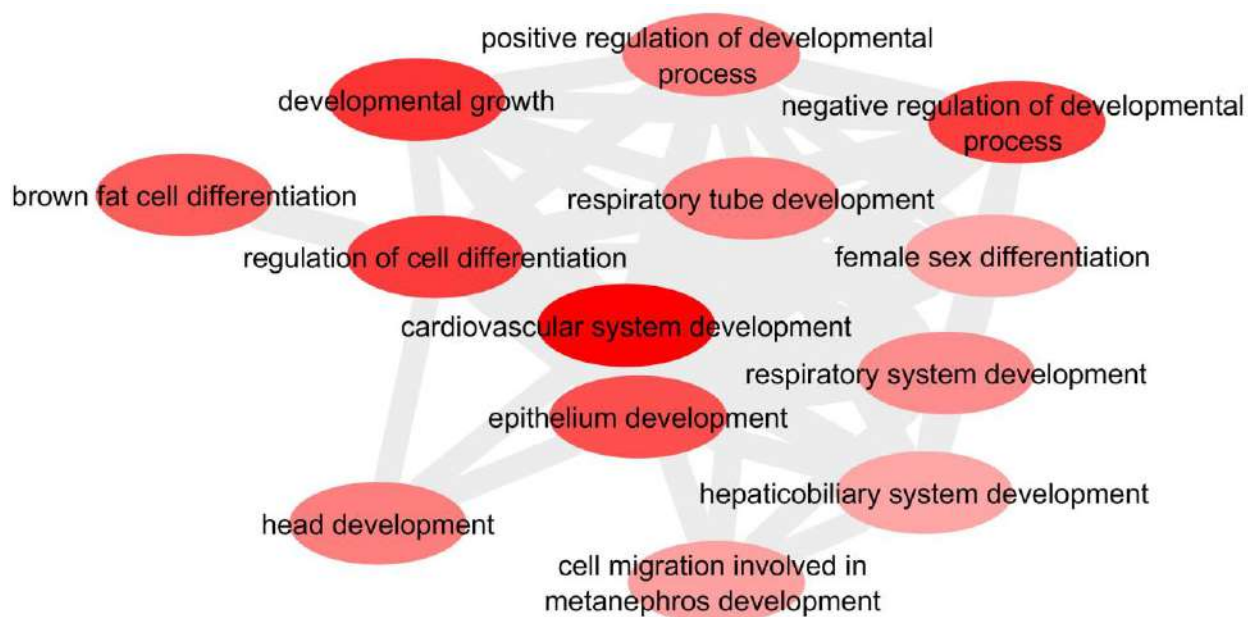 positive regulation of developmental
process
developmental growth
negative regulation of developmental
process
brown fat cell differentiation
respiratory tube development
regulation of cell differentiation
female sex differentiation
cardiovascular system development
respiratory system development
epithelium development
hepaticobiliary system development
head development
cell migration involved in
metanephros development